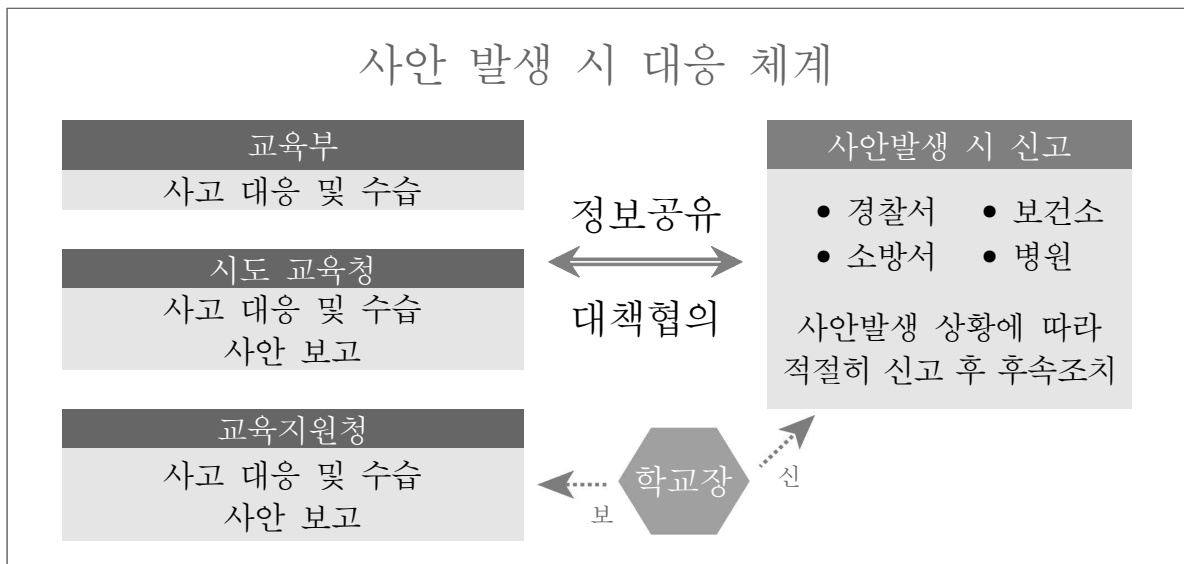 사안 발생 시 대응 체계
교육부
사고 대응 및 수습
시도 교육청
사고 대응 및 수습
사안 보고
교육지원청
사고 대응 및 수습
사안 보고
정보공유
대책협의
사안발생 시 신고
• 경찰서 • 보건소
• 소방서 • 병원
사안발생 상황에 따라
적절히 신고 후 후속조치
학교장
보
신